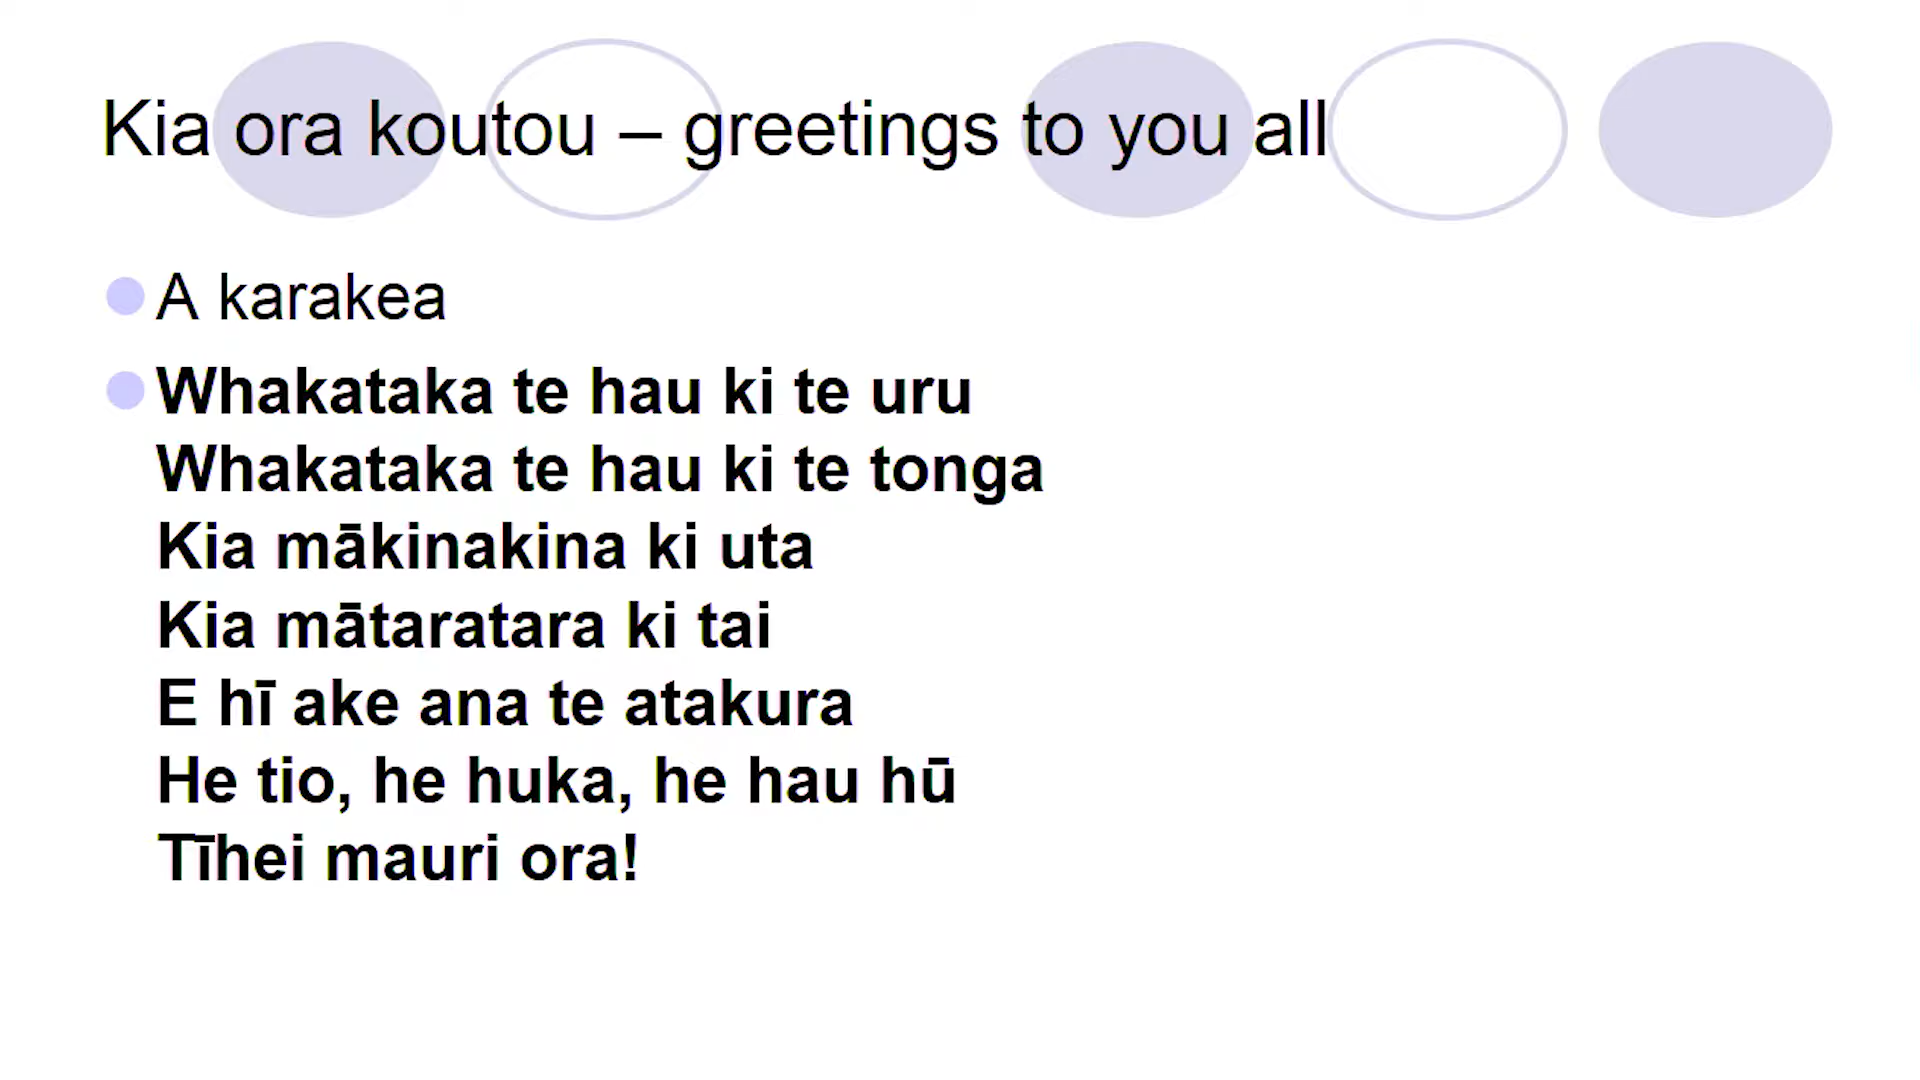 Kia ora koutou – greetings to you all
A karakea
Whakataka te hau ki te uru
Whakataka te hau ki te tonga
Kia mākinakina ki uta
Kia mātaratara ki tai
E hī ake ana te atakura
He tio, he huka, he hau hū
Tīhei mauri ora!